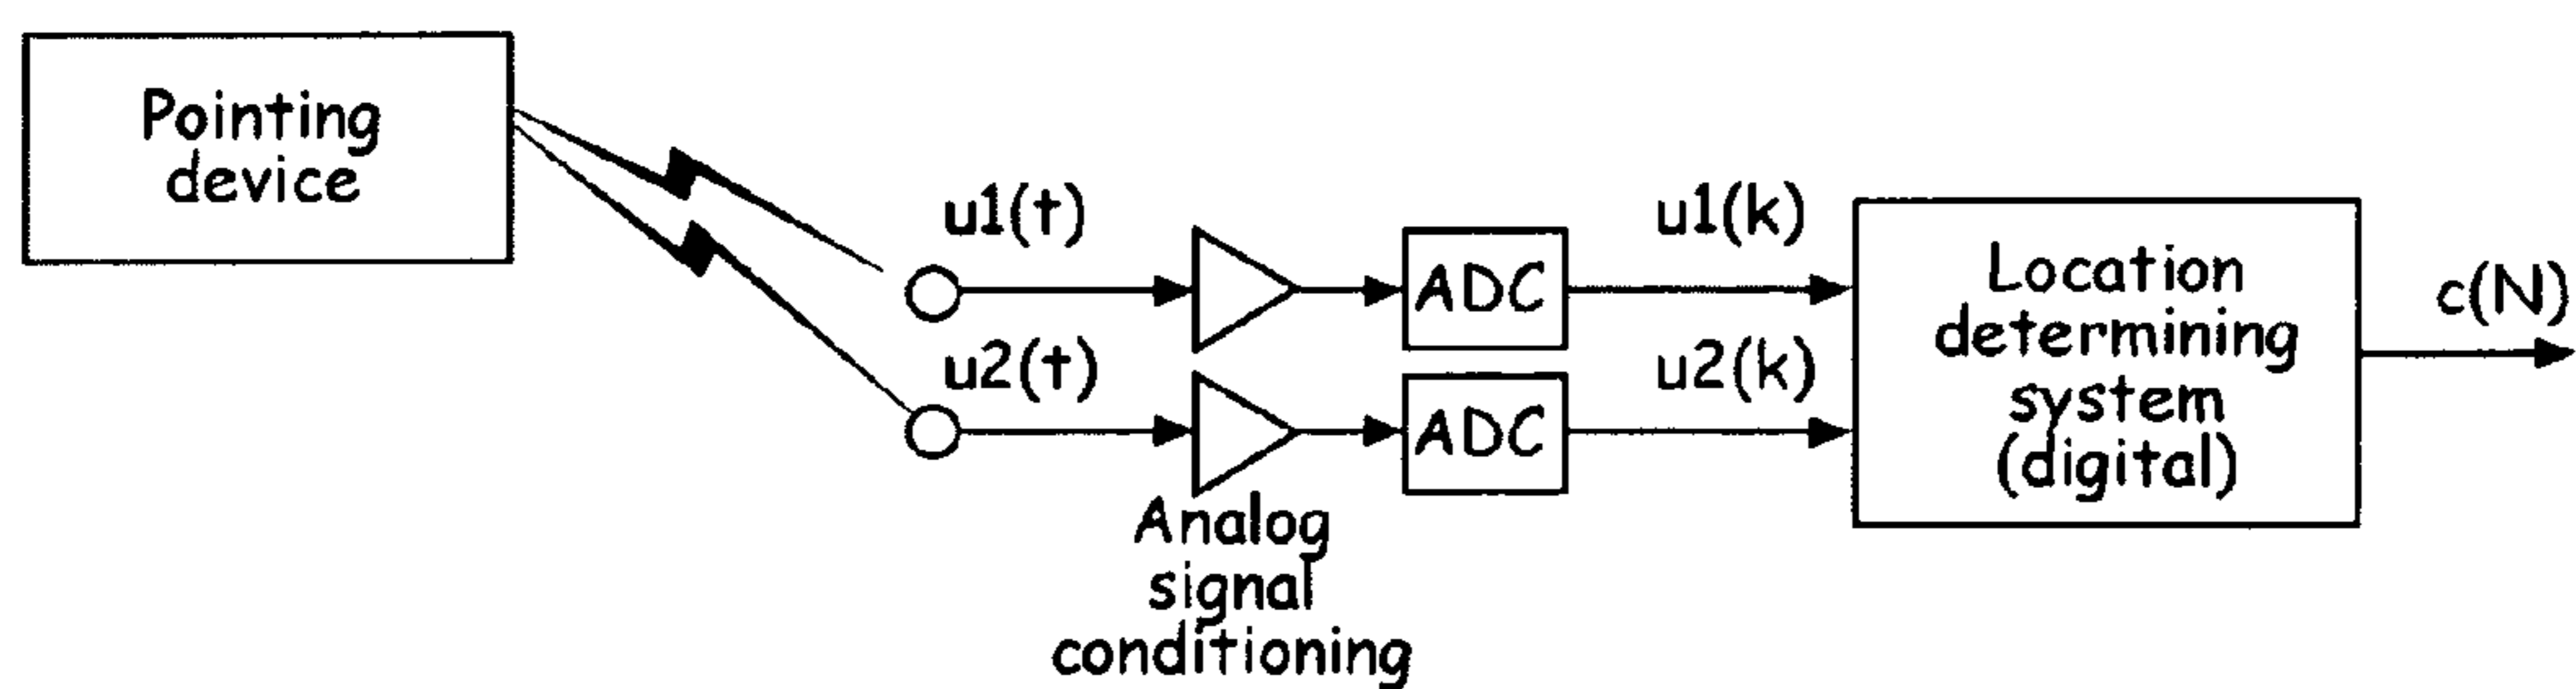 Pointing
device
u1(t)
ADC
u1(k)
u2(t)
ADC
u2(k)
Analog
signal
conditioning
Location
determining
system
(digital)
c(N)